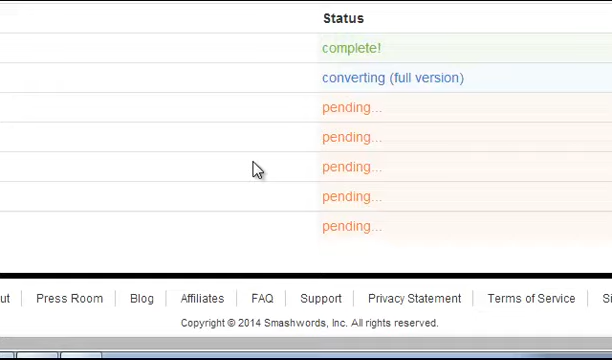 Status
complete!
converting (full version)
pending...
pending...
pending...
pending...
pending...
Press Room Blog Affiliates FAQ Support Privacy Statement Terms of Service
Copyright © 2014 Smashwords, Inc. All rights reserved.